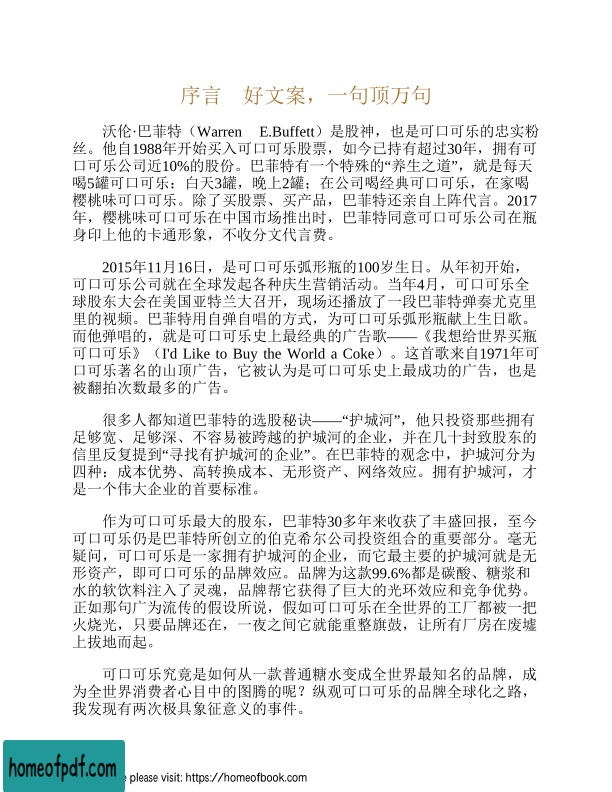 序言　好文案，一句顶万句
沃伦·巴菲特（Warren　E.Buffett）是股神，也是可口可乐的忠实粉
丝。他自1988年开始买入可口可乐股票，如今已持有超过30年，拥有可
口可乐公司近10%的股份。巴菲特有一个特殊的“养生之道”，就是每天
喝5罐可口可乐：白天3罐，晚上2罐；在公司喝经典可口可乐，在家喝
樱桃味可口可乐。除了买股票、买产品，巴菲特还亲自上阵代言。2017
年，樱桃味可口可乐在中国市场推出时，巴菲特同意可口可乐公司在瓶
身印上他的卡通形象，不收分文代言费。
2015年11月16日，是可口可乐弧形瓶的100岁生日。从年初开始，
可口可乐公司就在全球发起各种庆生营销活动。当年4月，可口可乐全
球股东大会在美国亚特兰大召开，现场还播放了一段巴菲特弹奏尤克里
里的视频。巴菲特用自弹自唱的方式，为可口可乐弧形瓶献上生日歌。
而他弹唱的，就是可口可乐史上最经典的广告歌——《我想给世界买瓶
可口可乐》（I'd Like to Buy the World a Coke）。这首歌来自1971年可
口可乐著名的山顶广告，它被认为是可口可乐史上最成功的广告，也是
被翻拍次数最多的广告。
很多人都知道巴菲特的选股秘诀——“护城河”，他只投资那些拥有
足够宽、足够深、不容易被跨越的护城河的企业，并在几十封致股东的
信里反复提到“寻找有护城河的企业”。在巴菲特的观念中，护城河分为
四种：成本优势、高转换成本、无形资产、网络效应。拥有护城河，才
是一个伟大企业的首要标准。
作为可口可乐最大的股东，巴菲特30多年来收获了丰盛回报，至今
可口可乐仍是巴菲特所创立的伯克希尔公司投资组合的重要部分。毫无
疑问，可口可乐是一家拥有护城河的企业，而它最主要的护城河就是无
形资产，即可口可乐的品牌效应。品牌为这款99.6%都是碳酸、糖浆和
水的软饮料注入了灵魂，品牌帮它获得了巨大的光环效应和竞争优势。
正如那句广为流传的假设所说，假如可口可乐在全世界的工厂都被一把
火烧光，只要品牌还在，一夜之间它就能重整旗鼓，让所有厂房在废墟
上拔地而起。
可口可乐究竟是如何从一款普通糖水变成全世界最知名的品牌，成
为全世界消费者心目中的图腾的呢？纵观可口可乐的品牌全球化之路，
我发现有两次极具象征意义的事件。
homeofpdf.com
please visit: https://homeofbook.com